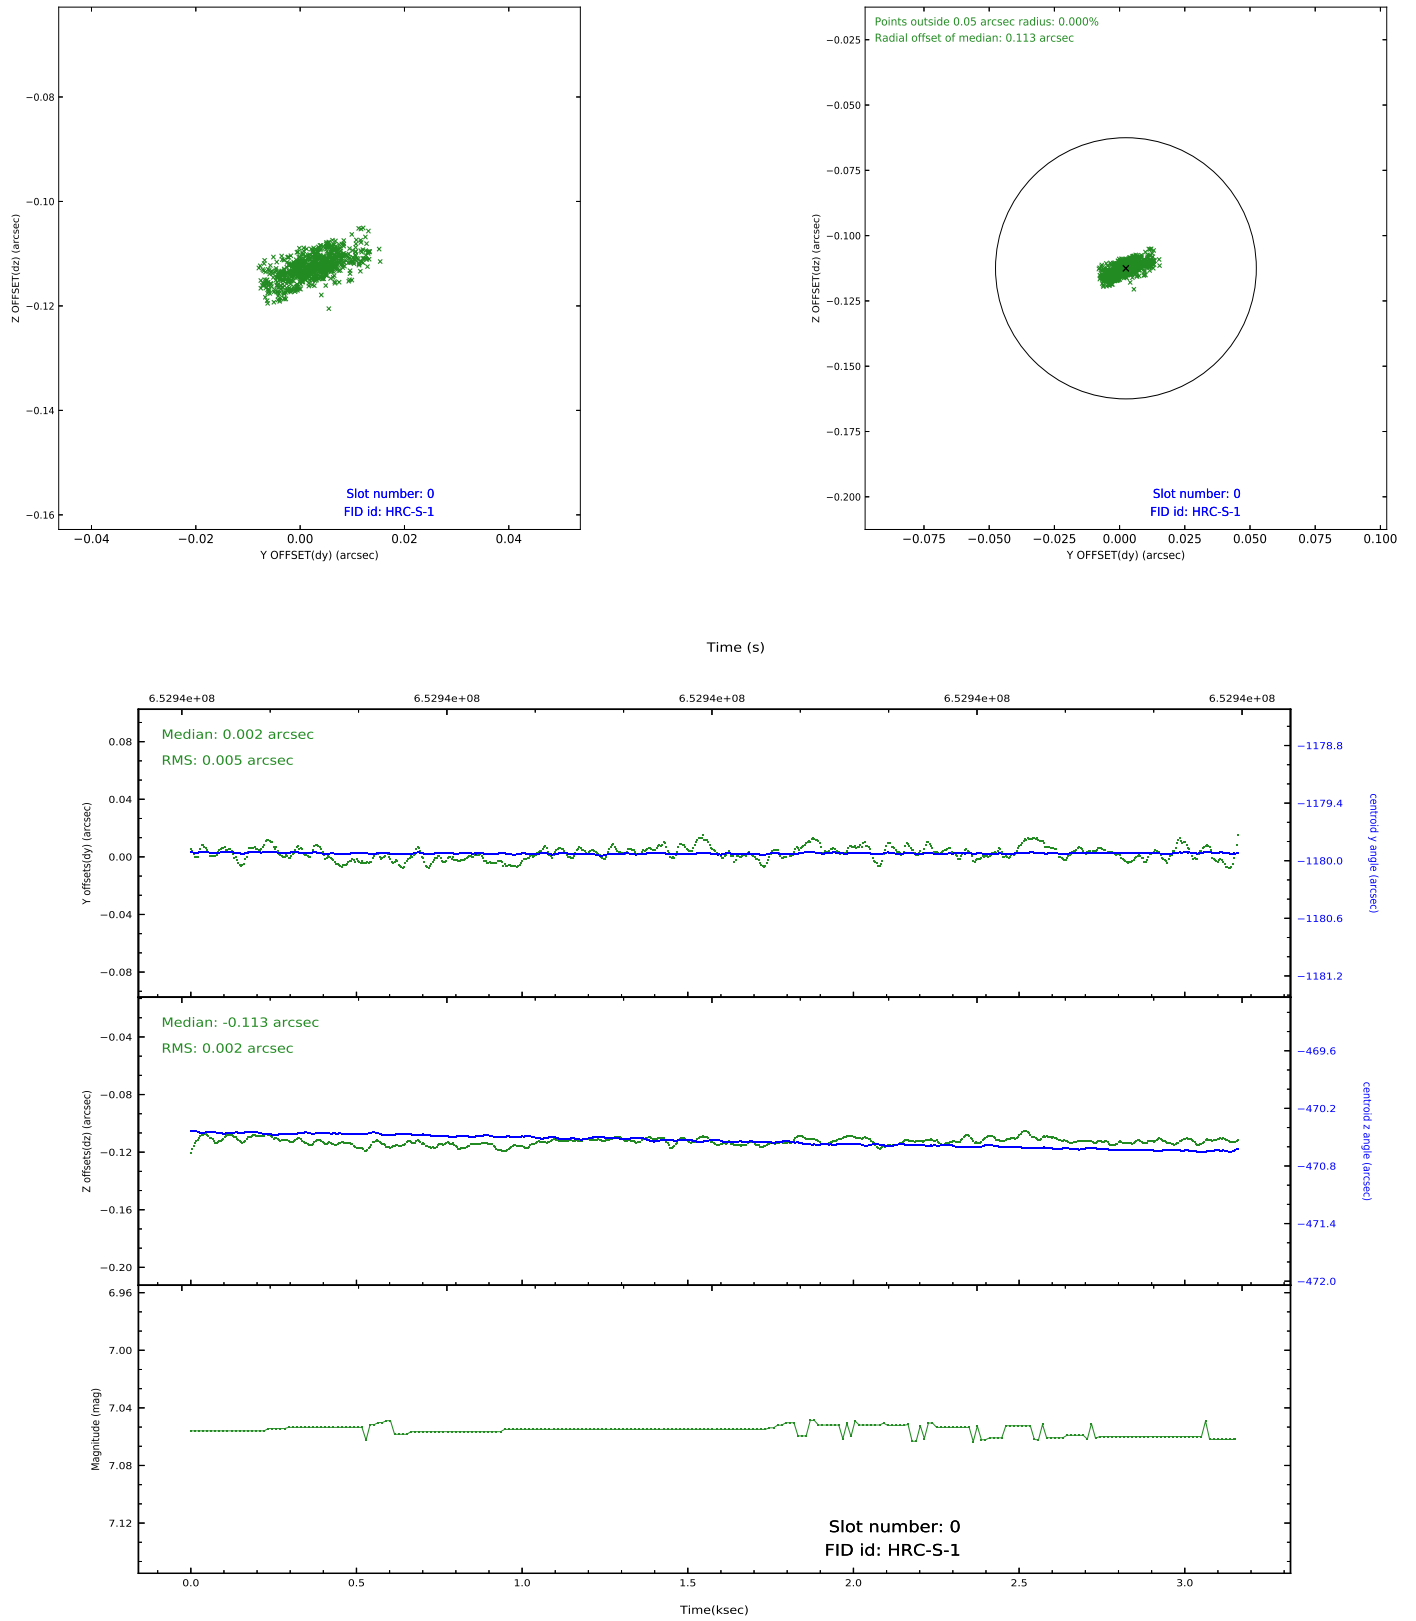 −0.08
−0.10
−0.12
−0.14
−0.16
Z OFFSET(dz) (arcsec)
Slot number: 0
FID id: HRC-S-1
−0.04
−0.02
0.00
0.02
0.04
Y OFFSET(dy) (arcsec)
Points outside 0.05 arcsec radius: 0.000%
Radial offset of median: 0.113 arcsec
−0.025
−0.050
−0.075
−0.100
−0.125
−0.150
−0.175
−0.200
Z OFFSET(dz) (arcsec)
Slot number: 0
FID id: HRC-S-1
−0.075
−0.050
−0.025
0.000
0.025
0.050
0.075
0.100
Y OFFSET(dy) (arcsec)
Time (s)
6.5294e+08
6.5294e+08
6.5294e+08
6.5294e+08
6.5294e+08
Median: 0.002 arcsec
RMS: 0.005 arcsec
0.08
0.04
0.00
−0.04
−0.08
Y offsets(dy) (arcsec)
−1178.8
−1179.4
−1180.0
−1180.6
−1181.2
centroid y angle (arcsec)
Median: -0.113 arcsec
RMS: 0.002 arcsec
−0.04
−0.08
−0.12
−0.16
−0.20
Z offsets(dz) (arcsec)
−469.6
−470.2
−470.8
−471.4
−472.0
centroid z angle (arcsec)
6.96
7.00
7.04
7.08
7.12
Magnitude (mag)
Slot number: 0
FID id: HRC-S-1
0.0
0.5
1.0
1.5
2.0
2.5
3.0
Time(ksec)